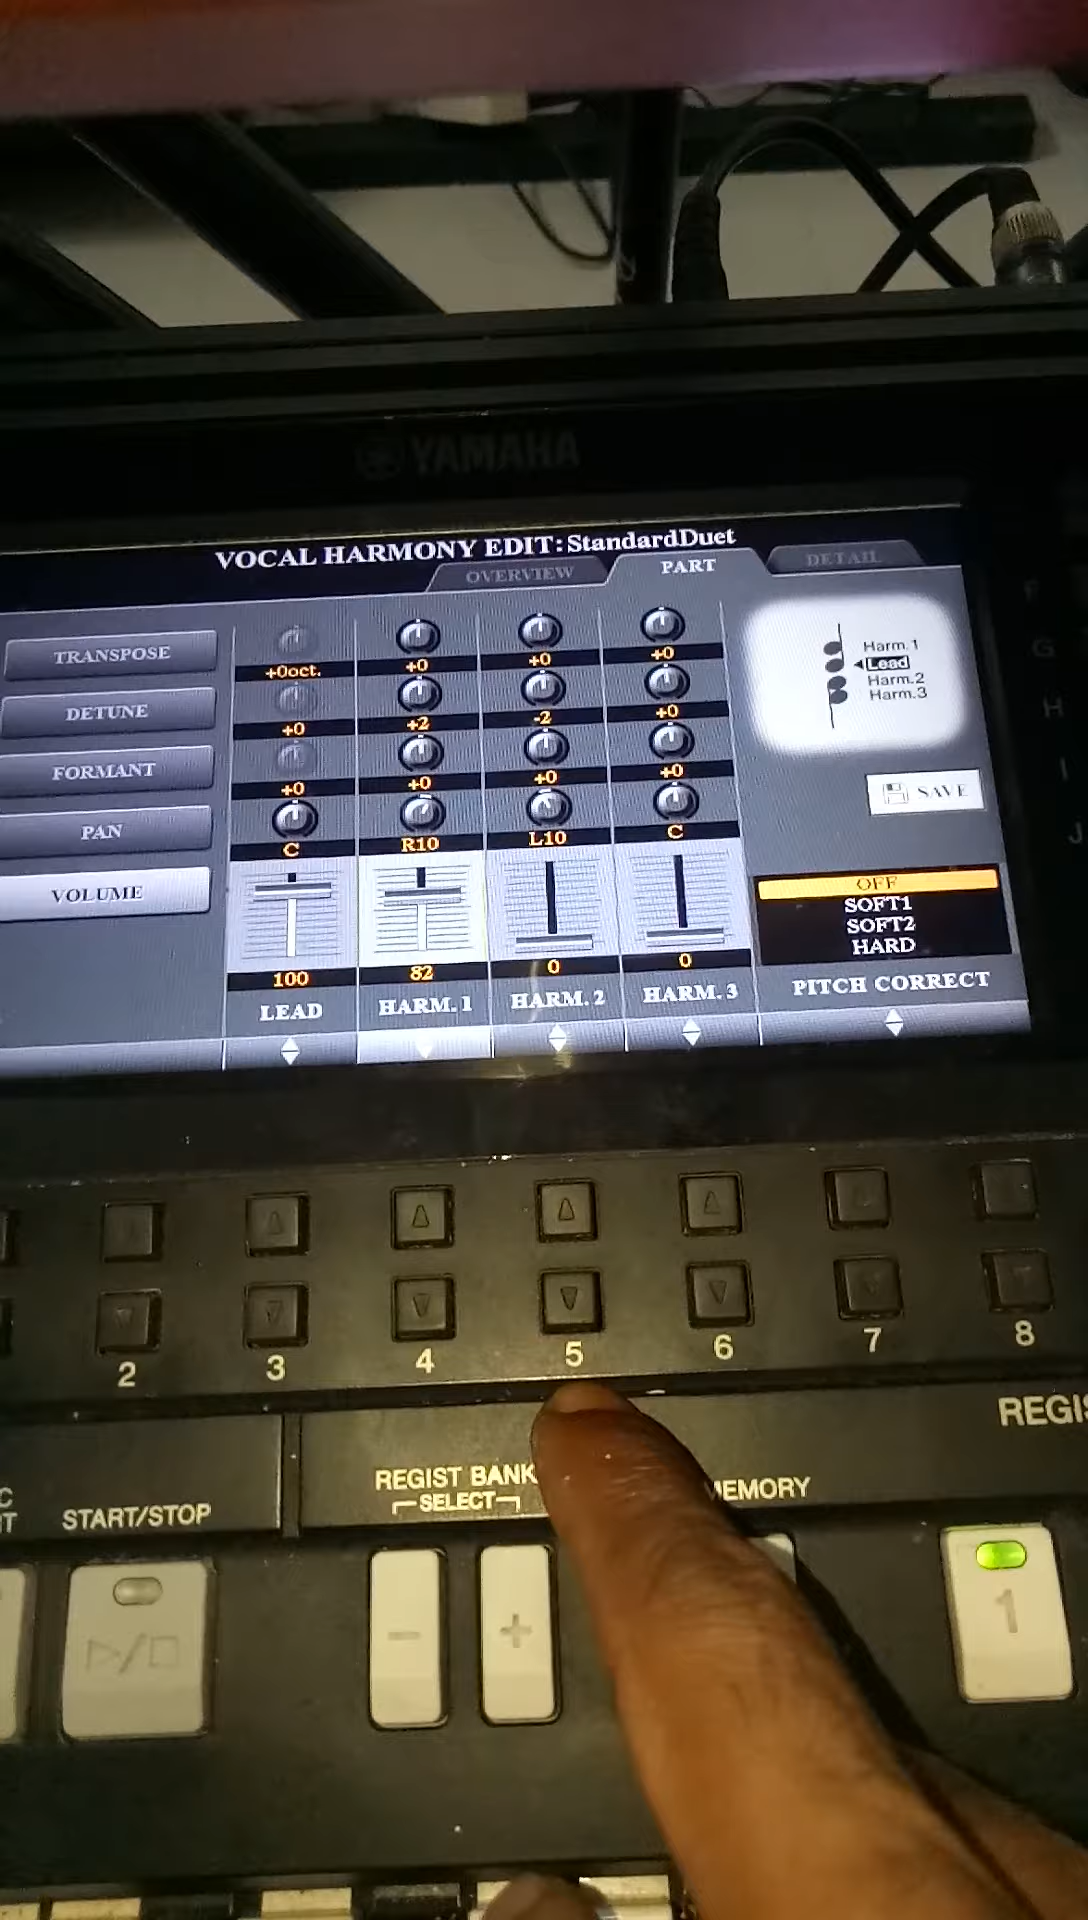 YAMAHA
VOCAL HARMONY EDIT:StandardDuet
OVERVIEW PART DETAIL
TRANSPOSE
DETUNE
FORMANT
PAN
VOLUME
+0oct. +0 +0 +0
+0 +2 -2 +0
+0 +0 +0 +0
C R10 L10 C
100 82 0 0
LEAD HARM. 1 HARM. 2 HARM. 3
Harm.1
Lead
Harm.2
Harm.3
SAVE
OFF
SOFT1
SOFT2
HARD
PITCH CORRECT
F
G
H
I
J
2 3 4 5 6 7 8
START/STOP
REGIST BANK
SELECT
MEMORY
REGIS
- +
1